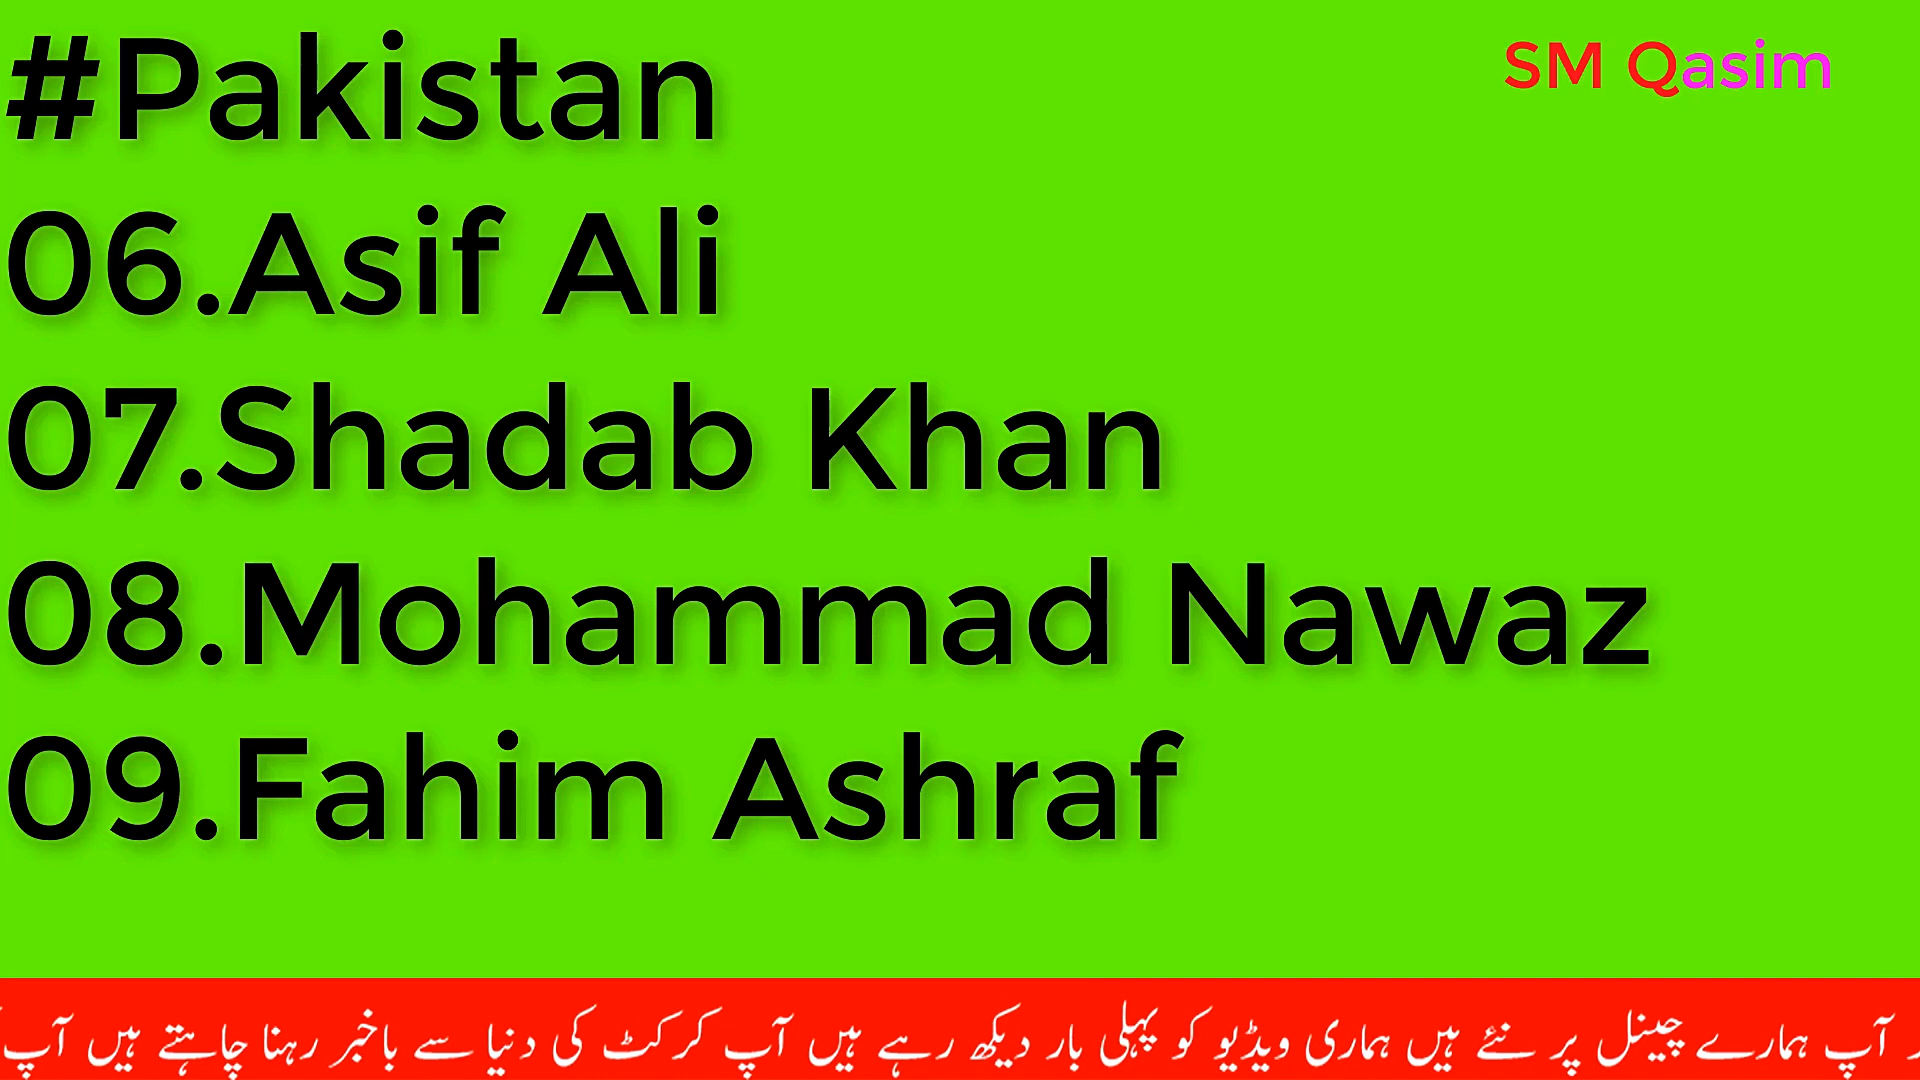 #Pakistan
SM Qasim
06.Asif Ali
07.Shadab Khan
08.Mohammad Nawaz
09.Fahim Ashraf
آپ ہمارے چینل پر نئے ہیں ہماری ویڈیو کو پہلی بار دیکھ رہے ہیں آپ کرکٹ کی دنیا سے باخبر رہنا چاہتے ہیں آپ